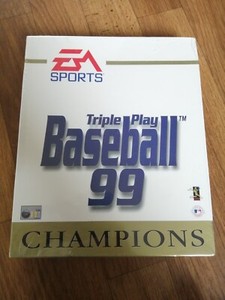 EA
SPORTS
Triple Play™
Baseball
99
CHAMPIONS